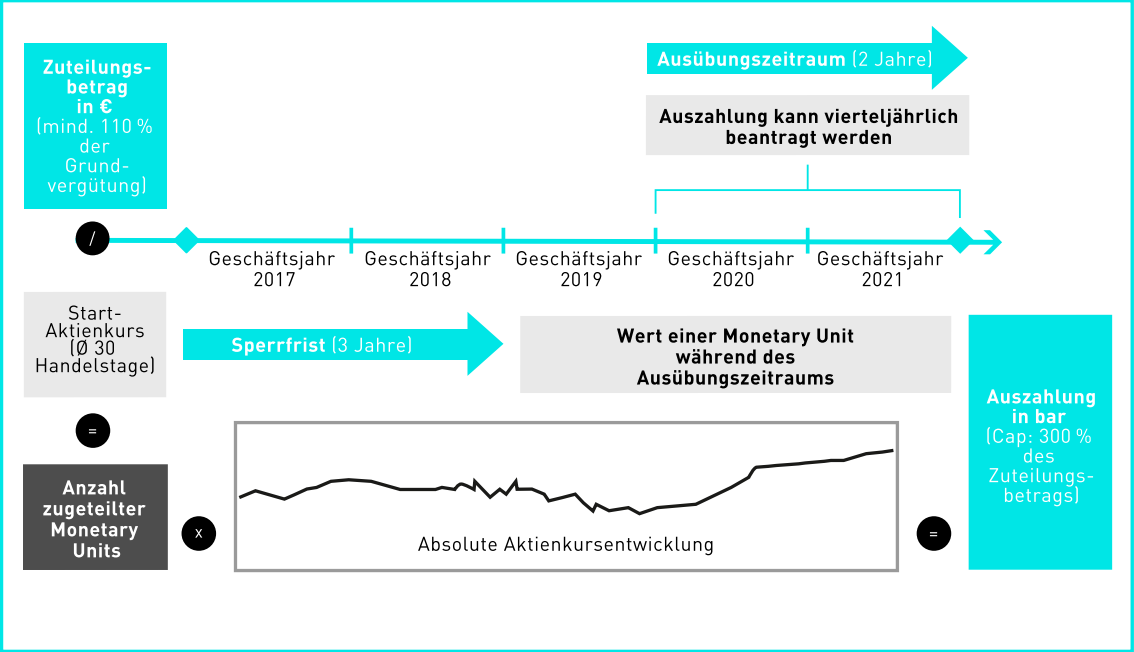 Zuteilungs-
betrag
in €
(mind. 110 %
der
Grund-
vergütung)
/
Start-
Aktienkurs
(Ø 30
Handelstage)
=
Anzahl
zugeteilter
Monetary
Units
x
Ausübungszeitraum (2 Jahre)
Auszahlung kann vierteljährlich
beantragt werden
Geschäftsjahr
2017
Geschäftsjahr
2018
Geschäftsjahr
2019
Geschäftsjahr
2020
Geschäftsjahr
2021
Sperrfrist (3 Jahre)
Wert einer Monetary Unit
während des
Ausübungszeitraums
Absolute Aktienkursentwicklung
=
Auszahlung
in bar
(Cap: 300 %
des
Zuteilungs-
betrags)